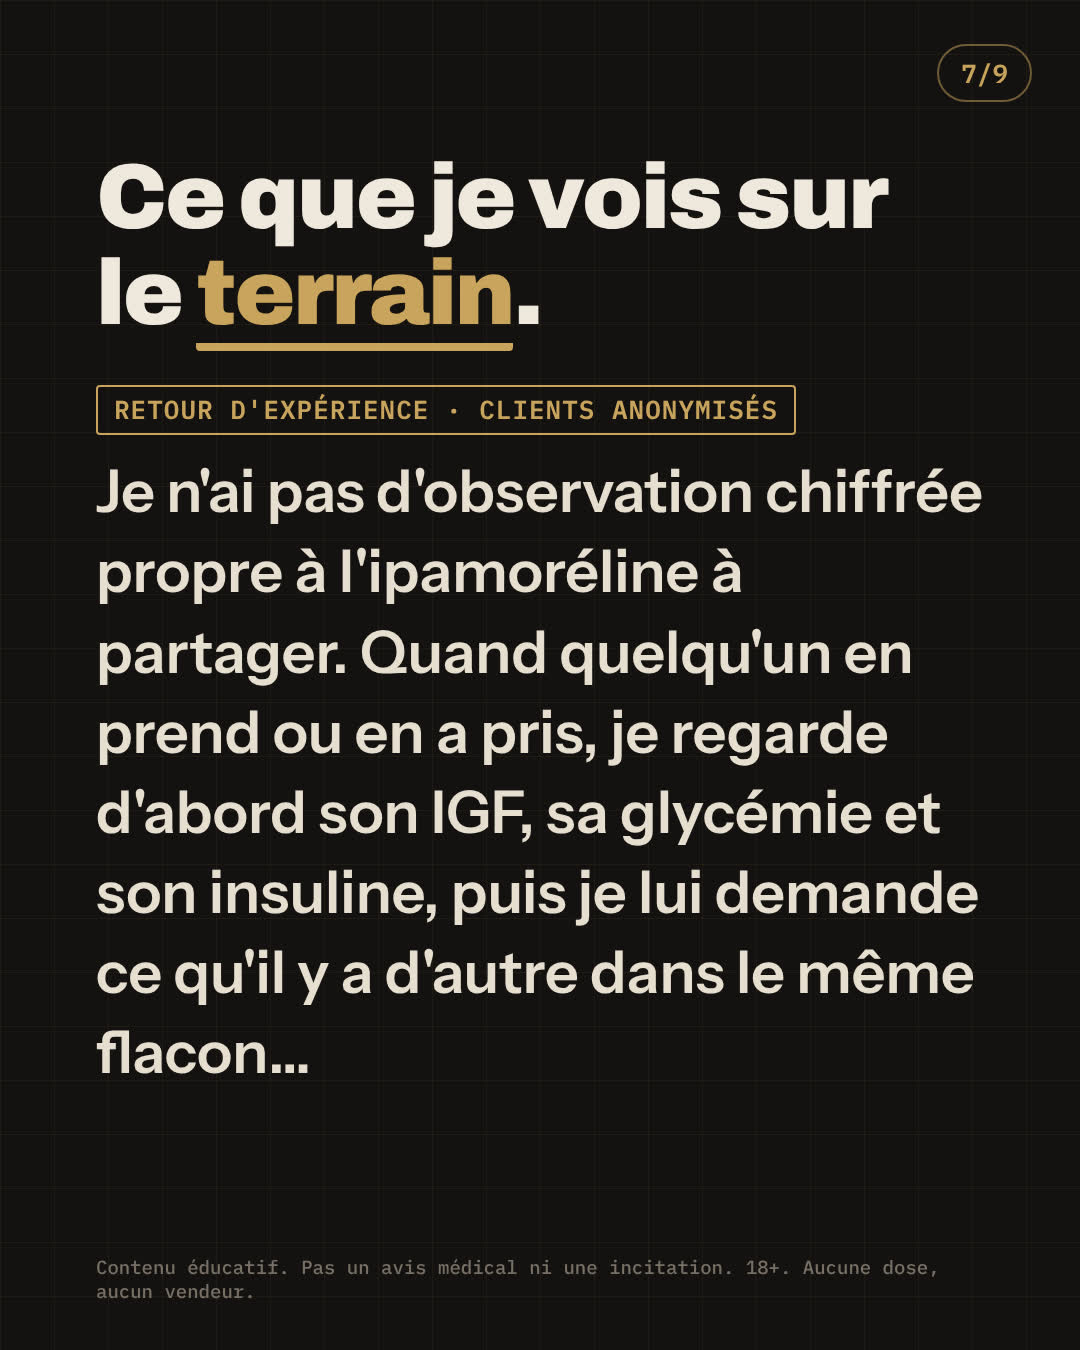 7/9
Ce que je vois sur
le terrain.
RETOUR D'EXPÉRIENCE · CLIENTS ANONYMISÉS
Je n'ai pas d'observation chiffrée
propre à l'ipamoréline à
partager. Quand quelqu'un en
prend ou en a pris, je regarde
d'abord son IGF, sa glycémie et
son insuline, puis je lui demande
ce qu'il y a d'autre dans le même
flacon...
Contenu éducatif. Pas un avis médical ni une incitation. 18+. Aucune dose,
aucun vendeur.